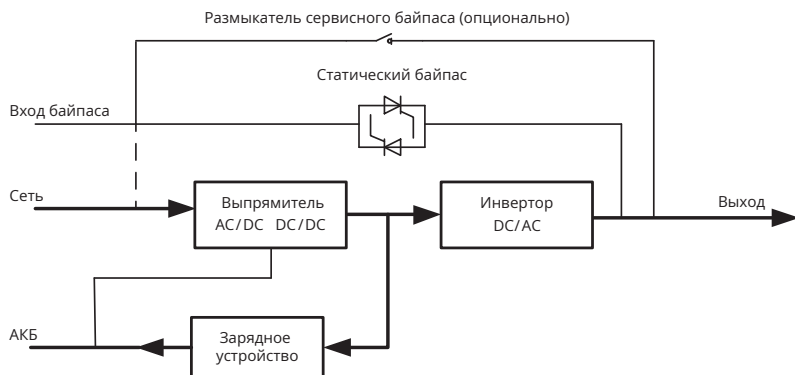 Размыкатель сервисного байпаса (опционально)
Статический байпас
Вход байпаса
Сеть
Выпрямитель
AC/DC DC/DC
Инвертор
DC/AC
Выход
АКБ
Зарядное
устройство